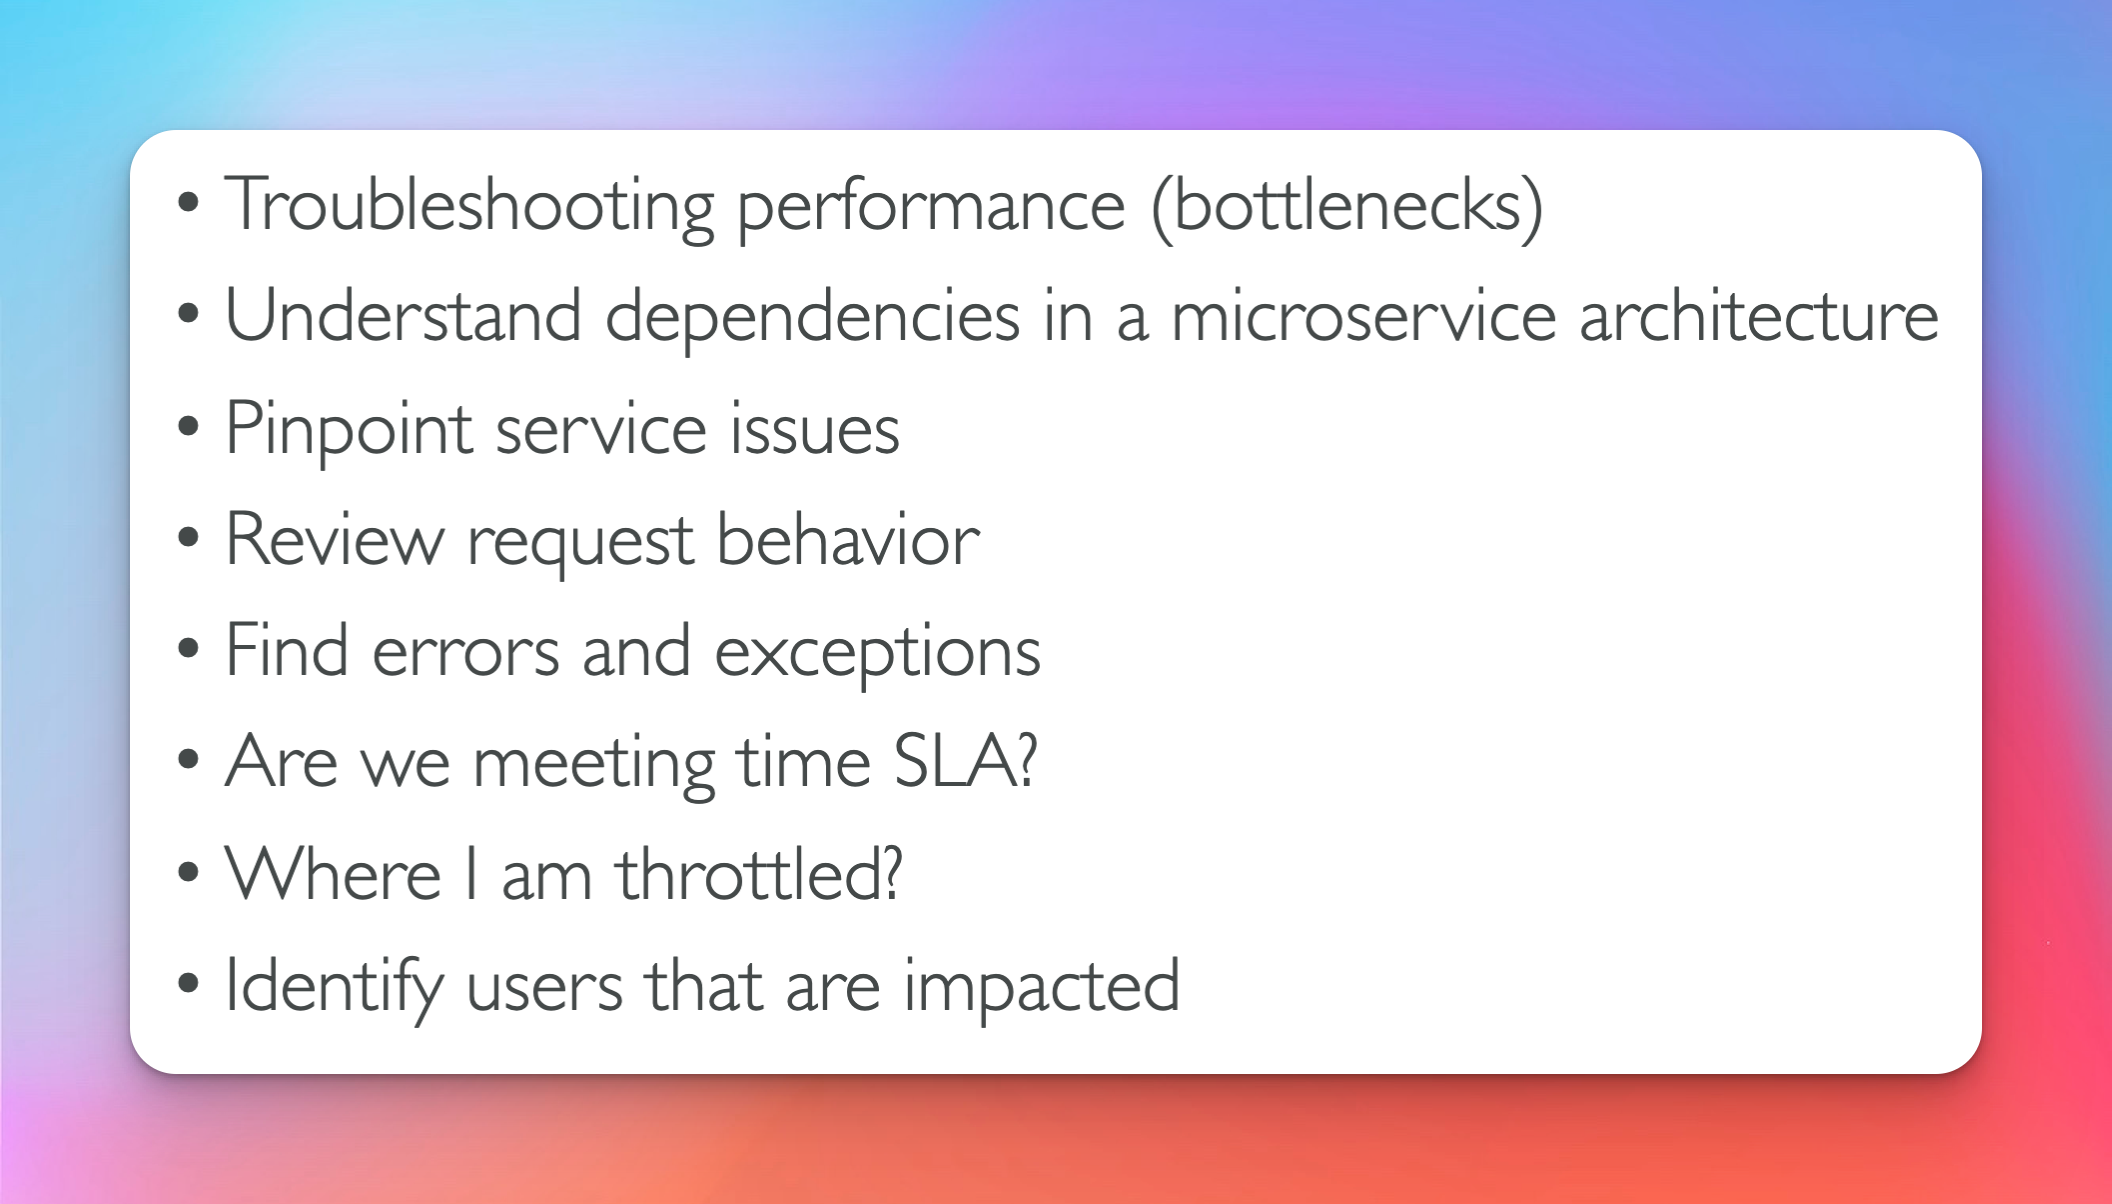 • Troubleshooting performance (bottlenecks)
• Understand dependencies in a microservice architecture
• Pinpoint service issues
• Review request behavior
• Find errors and exceptions
• Are we meeting time SLA?
• Where I am throttled?
• Identify users that are impacted